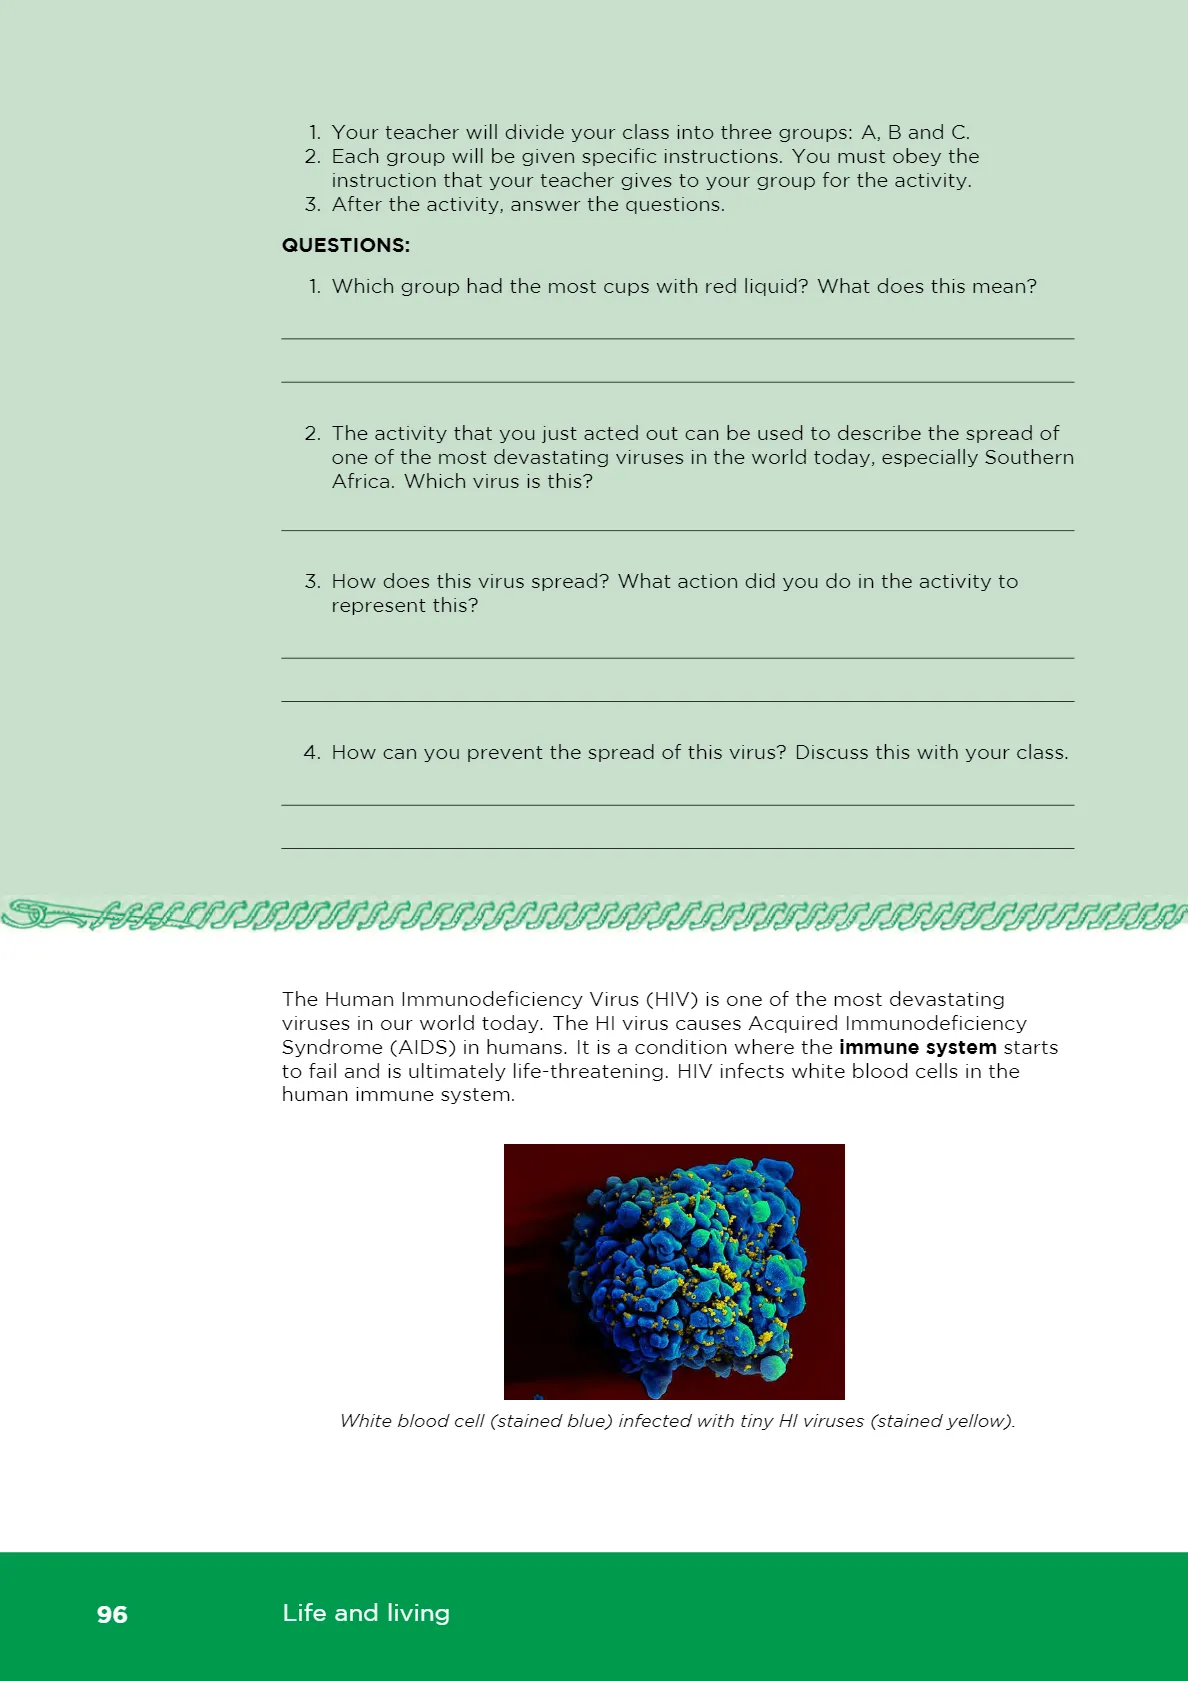 1. Your teacher will divide your class into three groups: A, B and C.
2. Each group will be given specific instructions. You must obey the
instruction that your teacher gives to your group for the activity.
3. After the activity, answer the questions.
QUESTIONS:
1. Which group had the most cups with red liquid? What does this mean?
2. The activity that you just acted out can be used to describe the spread of
one of the most devastating viruses in the world today, especially Southern
Africa. Which virus is this?
3. How does this virus spread? What action did you do in the activity to
represent this?
4. How can you prevent the spread of this virus? Discuss this with your class.
The Human Immunodeficiency Virus (HIV) is one of the most devastating
viruses in our world today. The HI virus causes Acquired Immunodeficiency
Syndrome (AIDS) in humans. It is a condition where the immune system starts
to fail and is ultimately life-threatening. HIV infects white blood cells in the
human immune system.
White blood cell (stained blue) infected with tiny HI viruses (stained yellow).
96
Life and living